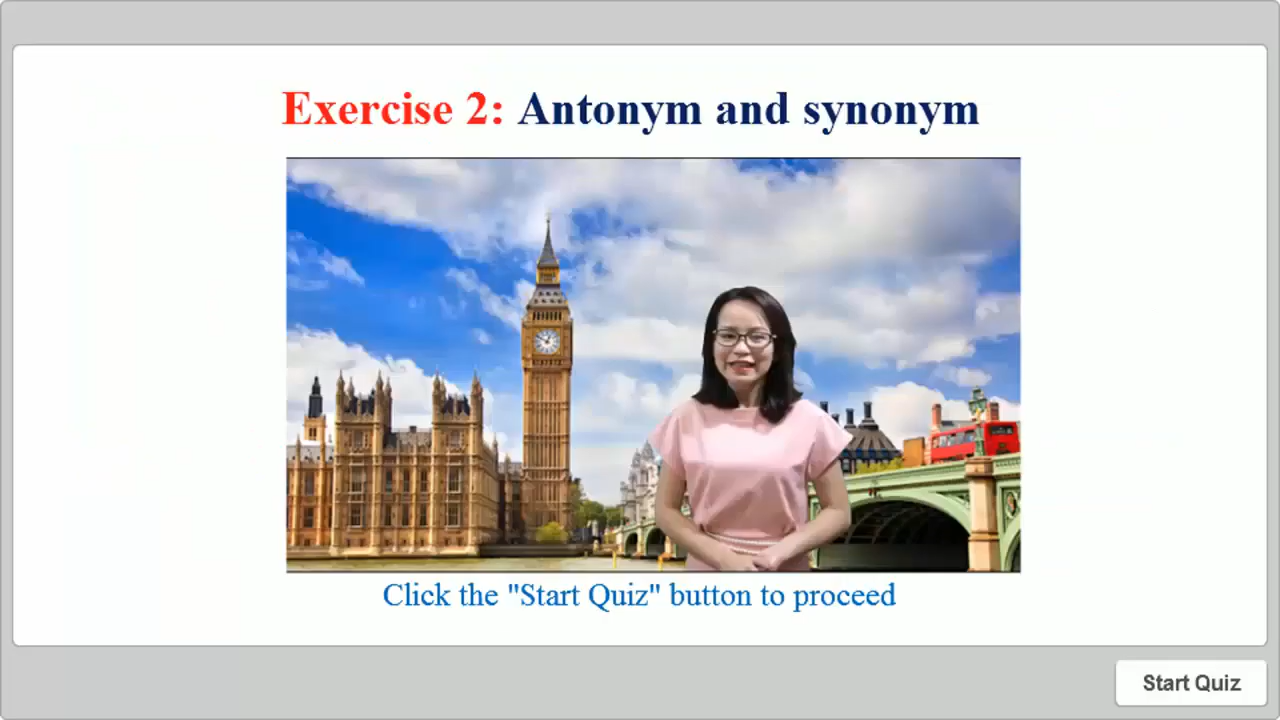 Exercise 2: Antonym and synonym
Click the "Start Quiz" button to proceed
Start Quiz